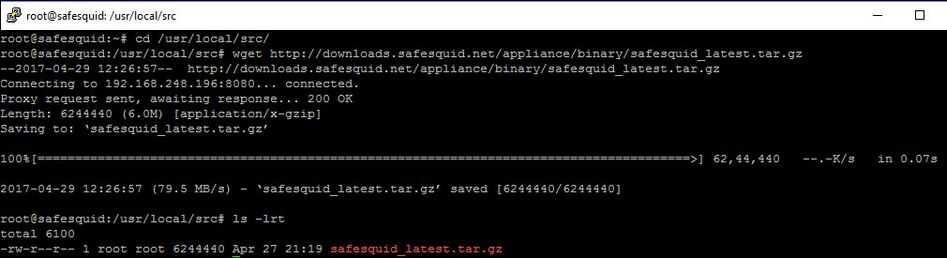 root@safesquid: /usr/local/src
root@safesquid:~# cd /usr/local/src/
root@safesquid:/usr/local/src# wget http://downloads.safesquid.net/appliance/binary/safesquid_latest.tar.gz
--2017-04-29 12:26:57--  http://downloads.safesquid.net/appliance/binary/safesquid_latest.tar.gz
Connecting to 192.168.248.196:8080... connected.
Proxy request sent, awaiting response... 200 OK
Length: 6244440 (6.0M) [application/x-gzip]
Saving to: ‘safesquid_latest.tar.gz’
100%[======================================================================================>] 62,44,440   --.-K/s   in 0.07s
2017-04-29 12:26:57 (79.5 MB/s) - ‘safesquid_latest.tar.gz’ saved [6244440/6244440]
root@safesquid:/usr/local/src# ls -lrt
total 6100
-rw-r--r-- 1 root root 6244440 Apr 27 21:19 safesquid_latest.tar.gz